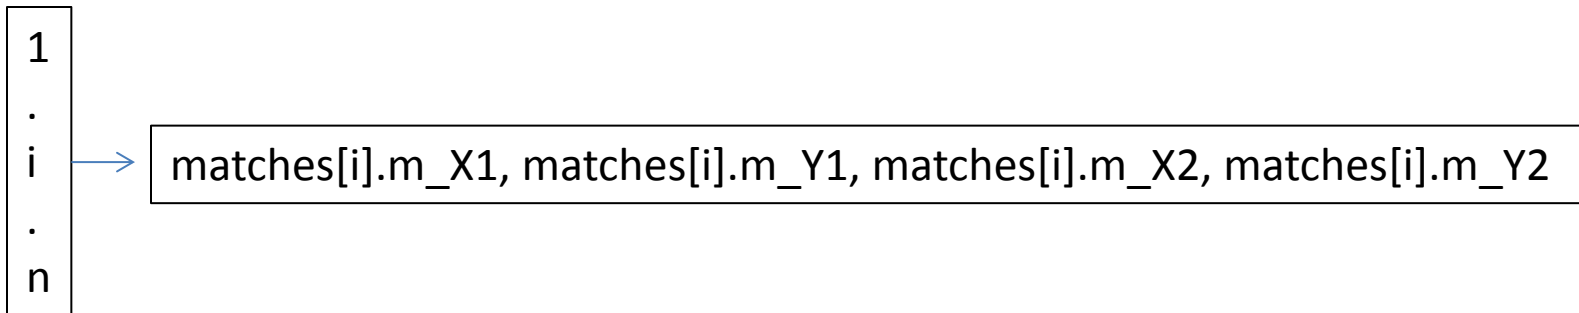 1
.
i
matches[i].m_X1, matches[i].m_Y1, matches[i].m_X2, matches[i].m_Y2
.
n